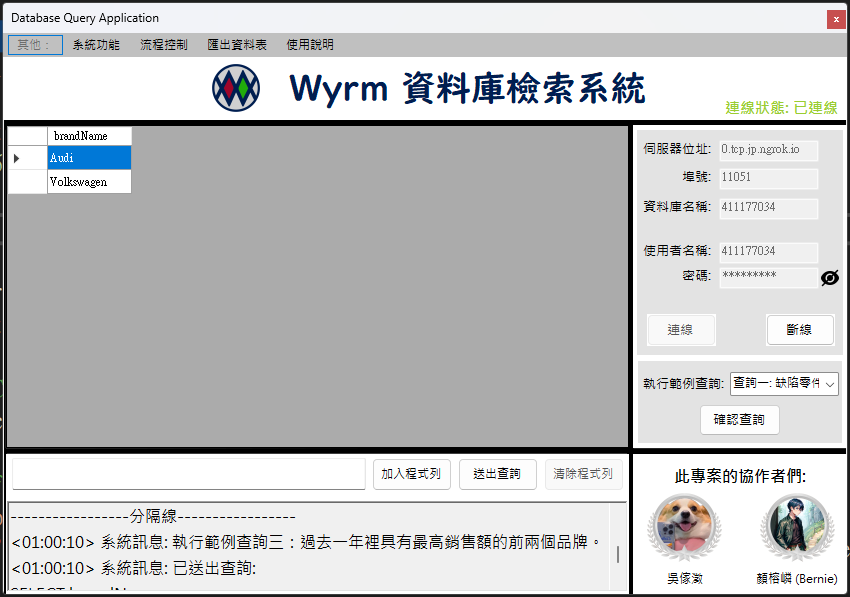 Database Query Application
x
其他： 系統功能 流程控制 匯出資料表 使用說明
Wyrm 資料庫檢索系統
連線狀態: 已連線
brandName
Audi
Volkswagen
伺服器位址: 0.tcp.jp.ngrok.io
埠號: 11051
資料庫名稱: 411177034
使用者名稱: 411177034
密碼: *********
連線 斷線
執行範例查詢: 查詢一: 缺陷零件
確認查詢
加入程式列 送出查詢 清除程式列
-----------------分隔線-----------------
<01:00:10> 系統訊息: 執行範例查詢三：過去一年裡具有最高銷售額的前兩個品牌。
<01:00:10> 系統訊息: 已送出查詢:
此專案的協作者們:
吳傢澂 顏榕嶙 (Bernie)